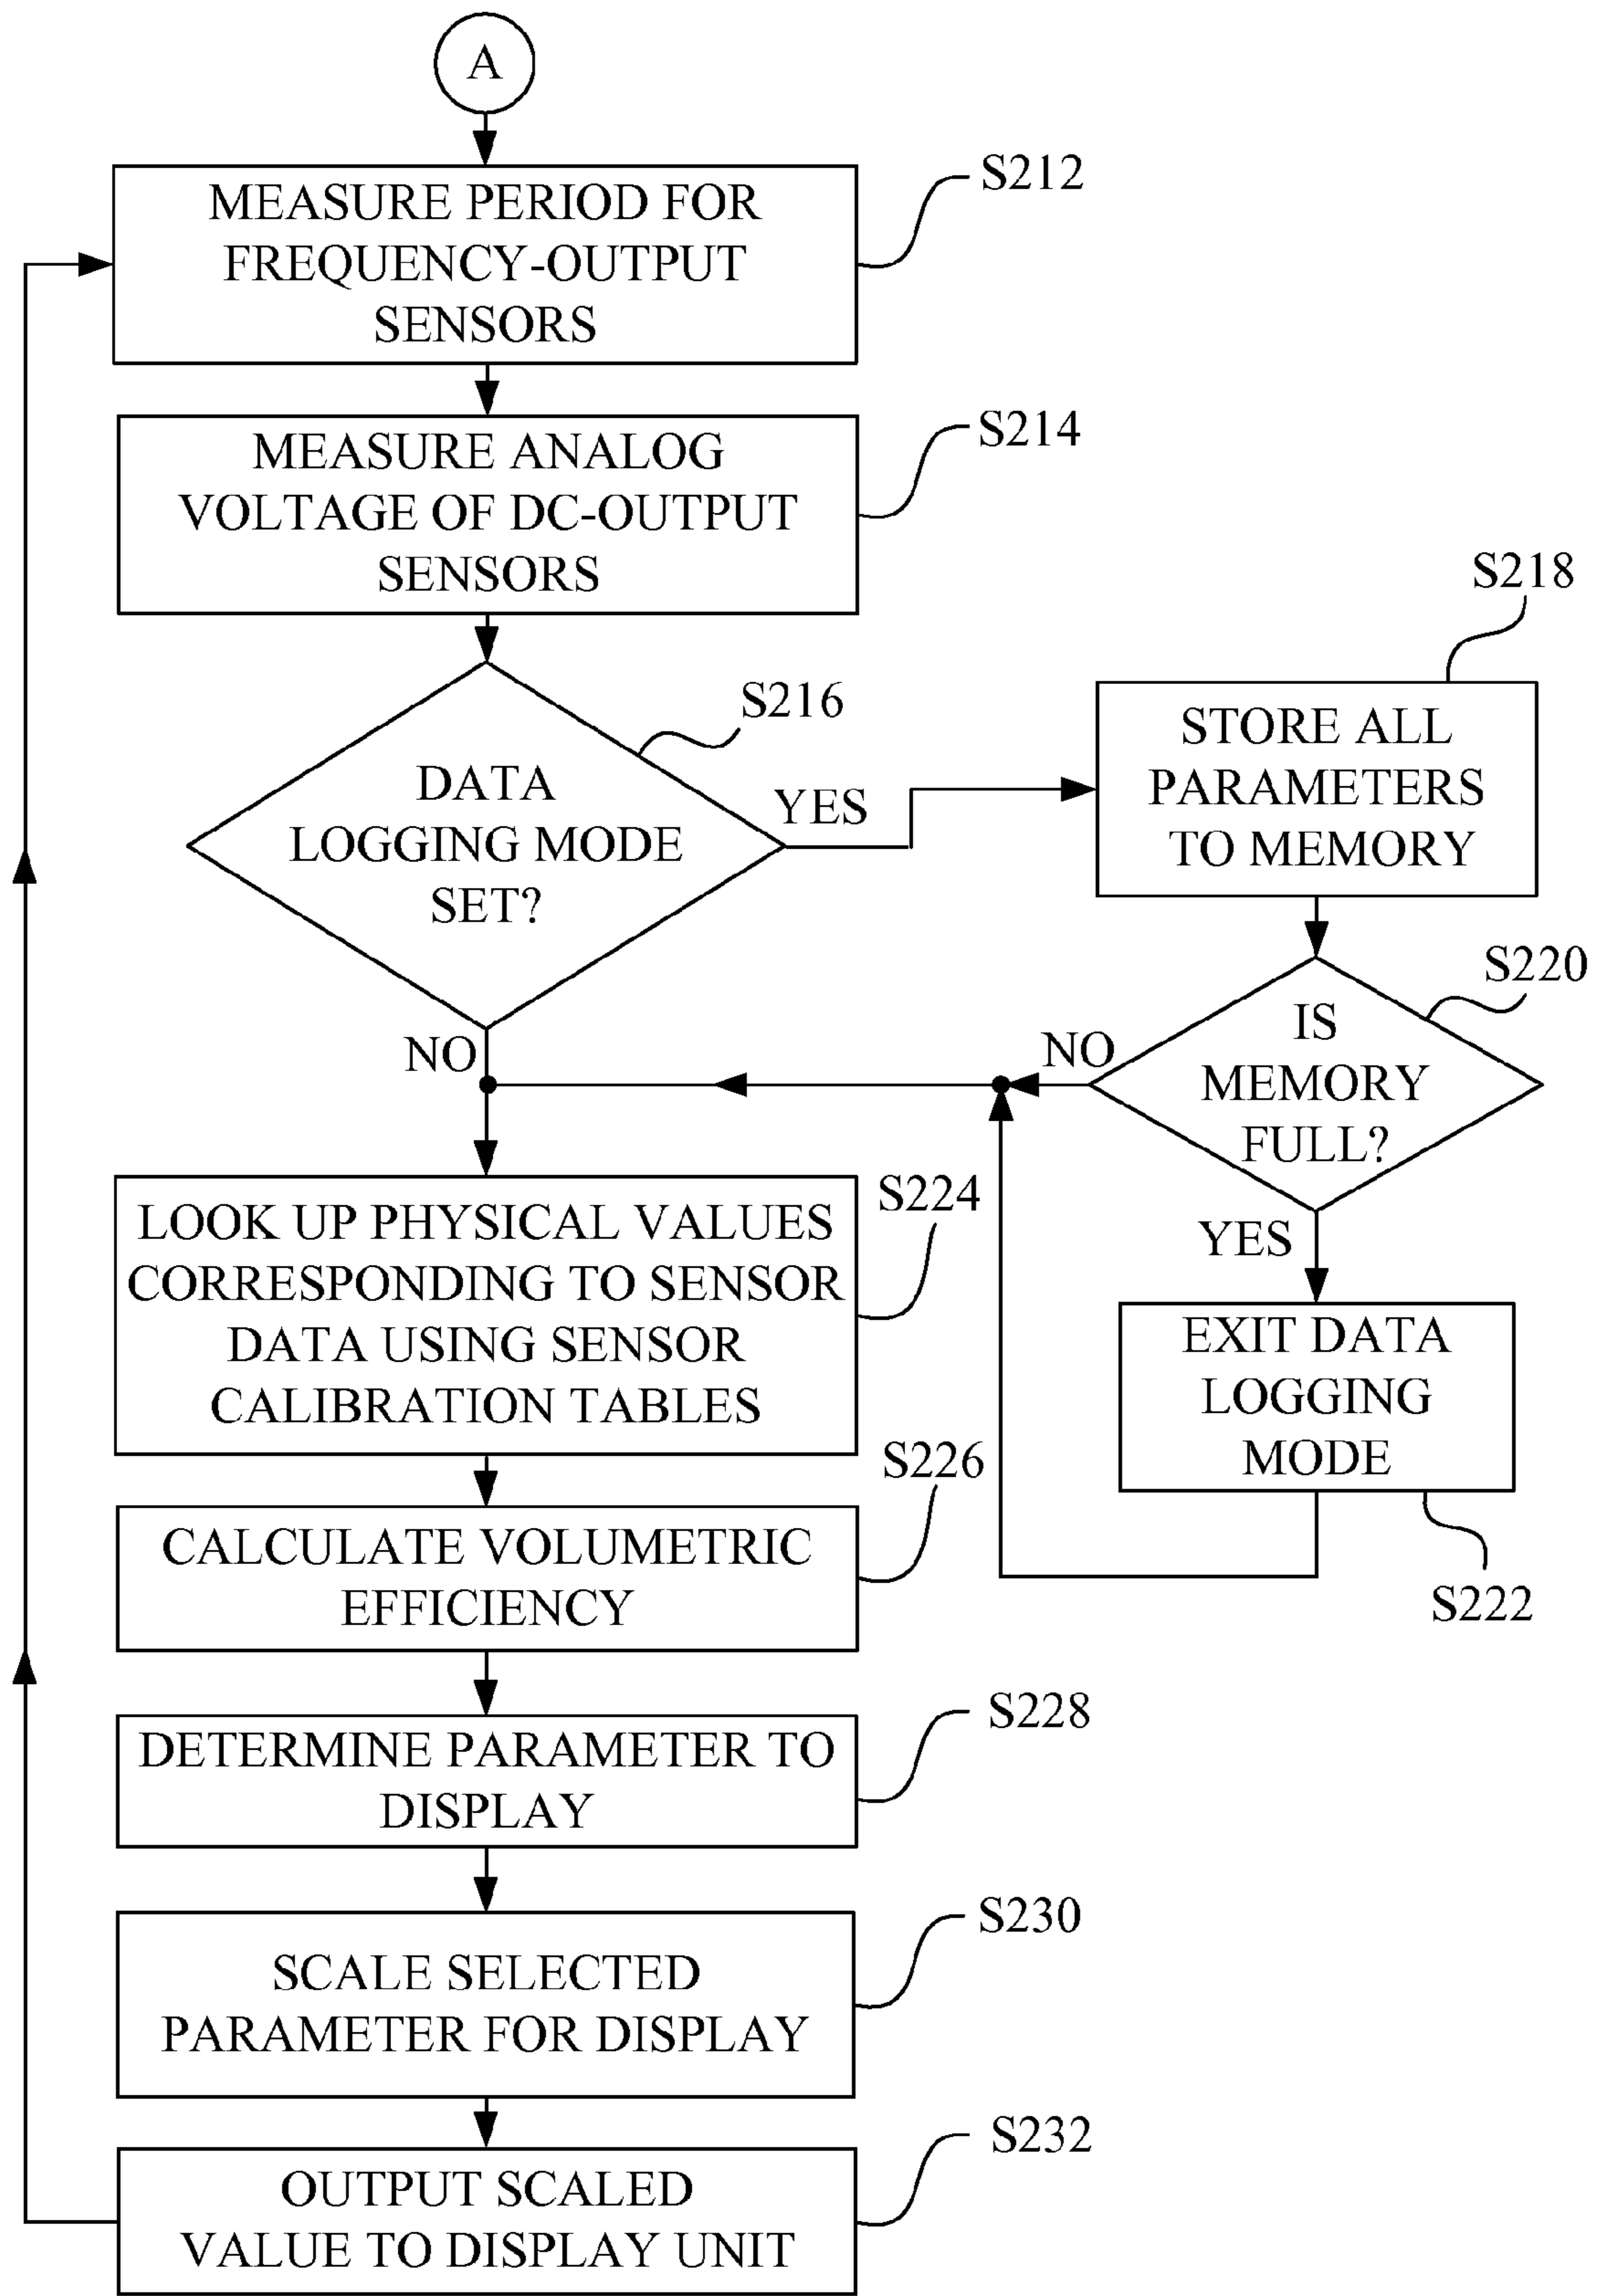 A
MEASURE PERIOD FOR
FREQUENCY-OUTPUT
SENSORS
S212
MEASURE ANALOG
VOLTAGE OF DC-OUTPUT
SENSORS
S214
DATA
LOGGING MODE
SET?
S216
YES
NO
STORE ALL
PARAMETERS
TO MEMORY
S218
IS
MEMORY
FULL?
S220
NO
YES
EXIT DATA
LOGGING
MODE
S222
LOOK UP PHYSICAL VALUES
CORRESPONDING TO SENSOR
DATA USING SENSOR
CALIBRATION TABLES
S224
CALCULATE VOLUMETRIC
EFFICIENCY
S226
DETERMINE PARAMETER TO
DISPLAY
S228
SCALE SELECTED
PARAMETER FOR DISPLAY
S230
OUTPUT SCALED
VALUE TO DISPLAY UNIT
S232